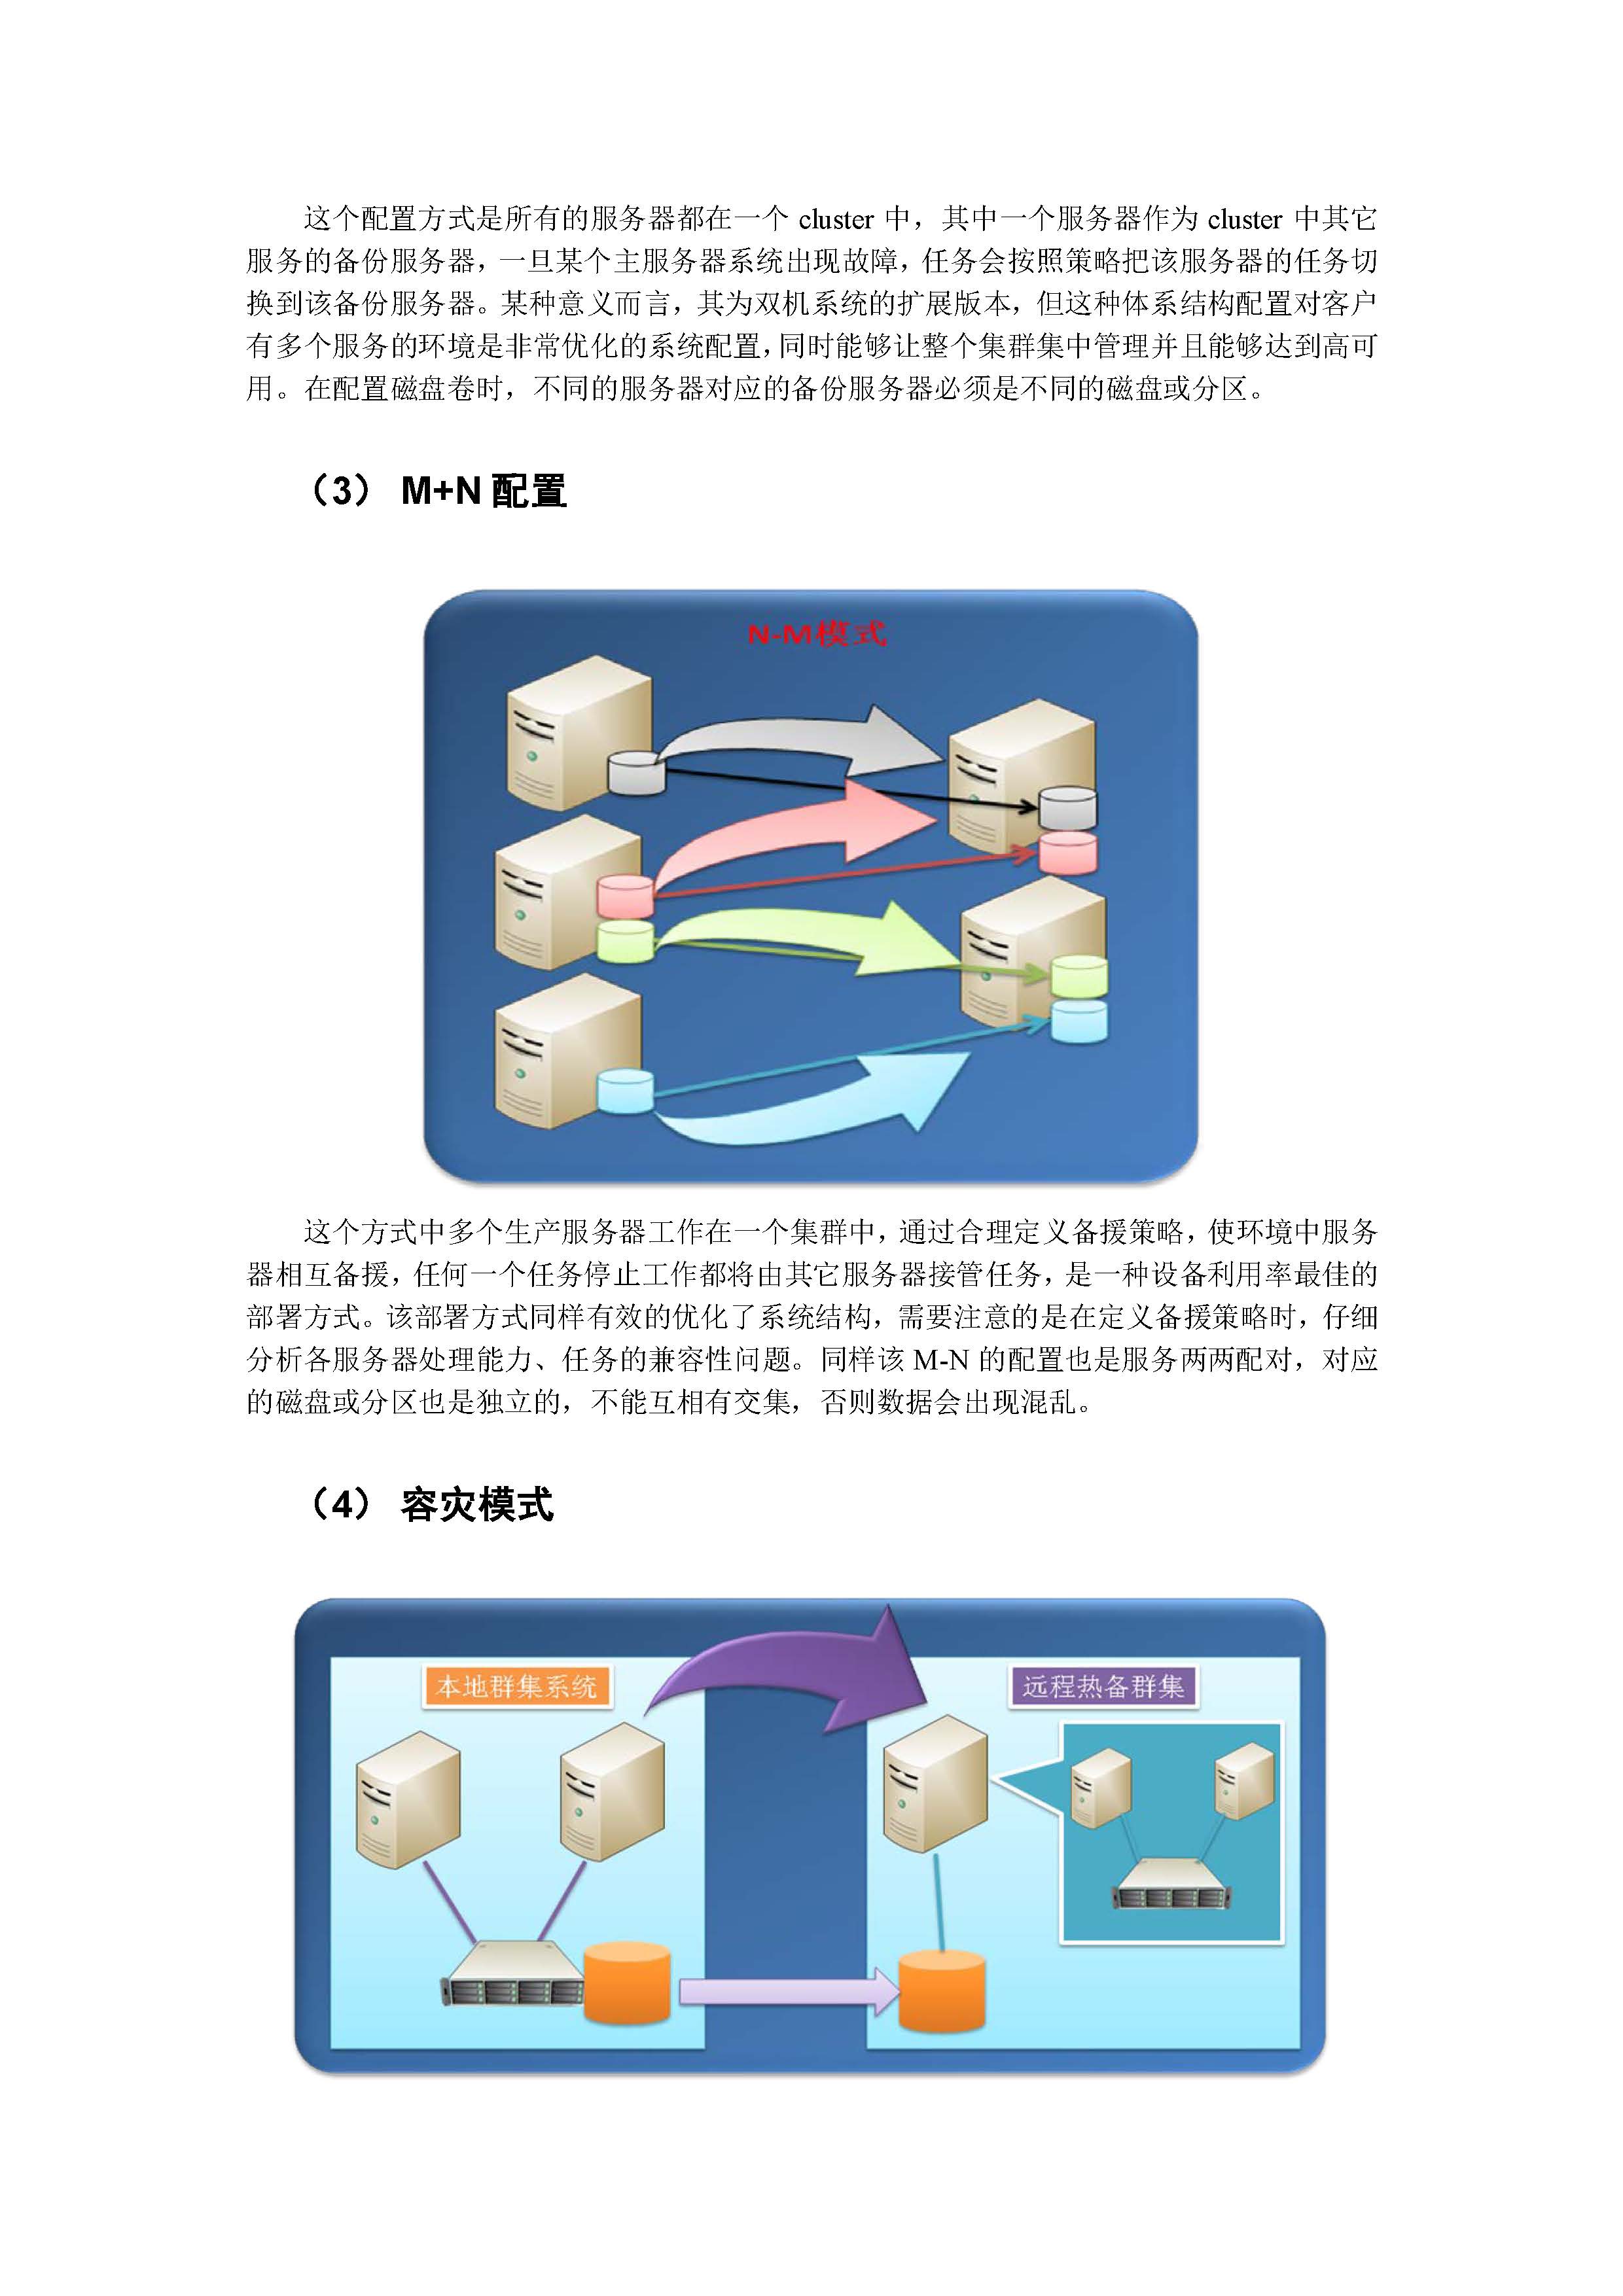 这个配置方式是所有的服务器都在一个 cluster 中，其中一个服务器作为 cluster 中其它
服务的备份服务器，一旦某个主服务器系统出现故障，任务会按照策略把该服务器的任务切
换到该备份服务器。某种意义而言，其为双机系统的扩展版本，但这种体系结构配置对客户
有多个服务的环境是非常优化的系统配置，同时能够让整个集群集中管理并且能够达到高可
用。在配置磁盘卷时，不同的服务器对应的备份服务器必须是不同的磁盘或分区。
（3） M+N 配置
N-M模式
这个方式中多个生产服务器工作在一个集群中，通过合理定义备援策略，使环境中服务
器相互备援，任何一个任务停止工作都将由其它服务器接管任务，是一种设备利用率最佳的
部署方式。该部署方式同样有效的优化了系统结构，需要注意的是在定义备援策略时，仔细
分析各服务器处理能力、任务的兼容性问题。同样该 M-N 的配置也是服务两两配对，对应
的磁盘或分区也是独立的，不能互相有交集，否则数据会出现混乱。
（4） 容灾模式
本地群集系统
远程热备群集